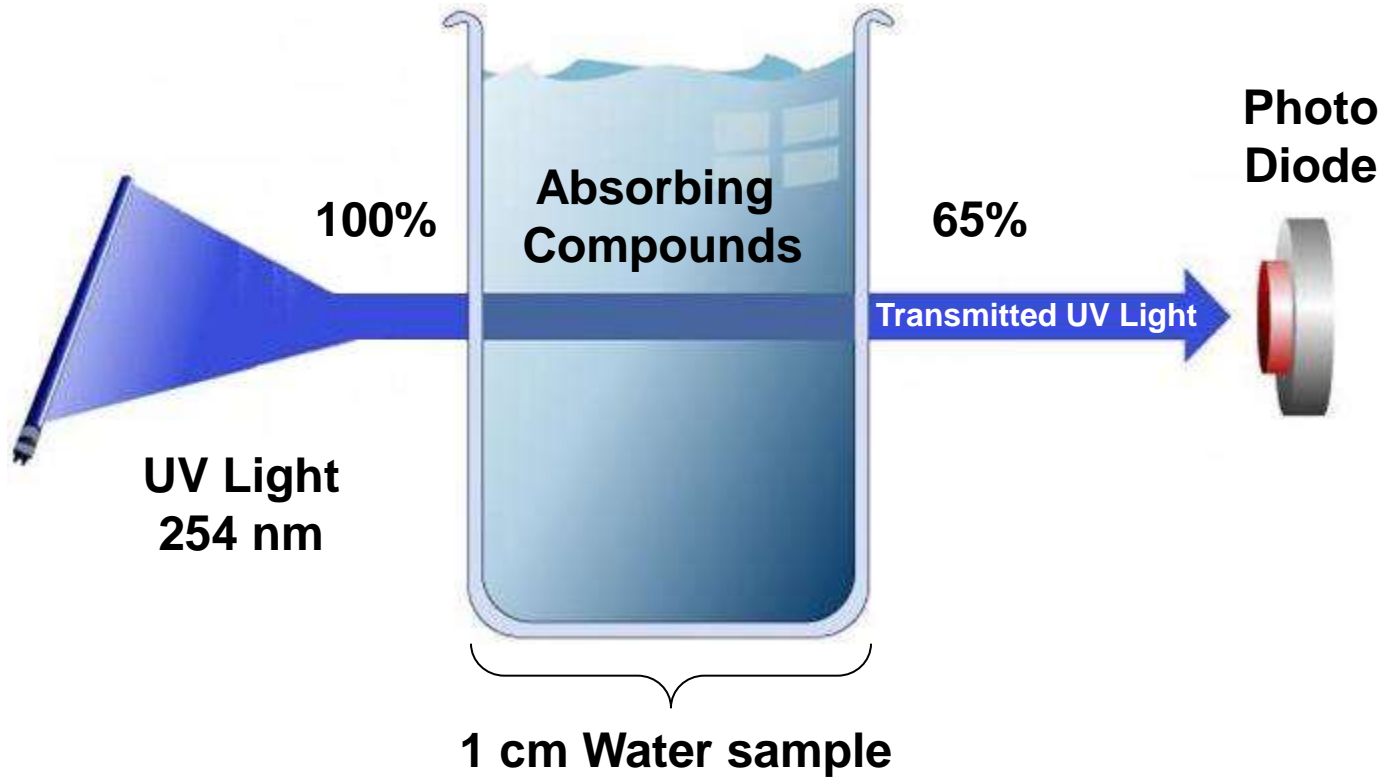 Photo
Diode
100%
Absorbing
Compounds
65%
Transmitted UV Light
UV Light
254 nm
1 cm Water sample